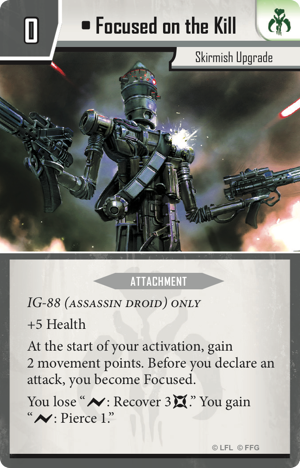 0
▪ Focused on the Kill
Skirmish Upgrade
ATTACHMENT
IG-88 (ASSASSIN DROID) ONLY
+5 Health
At the start of your activation, gain
2 movement points. Before you declare an
attack, you become Focused.
You lose “ : Recover 3 .” You gain
“ : Pierce 1.”
© LFL © FFG